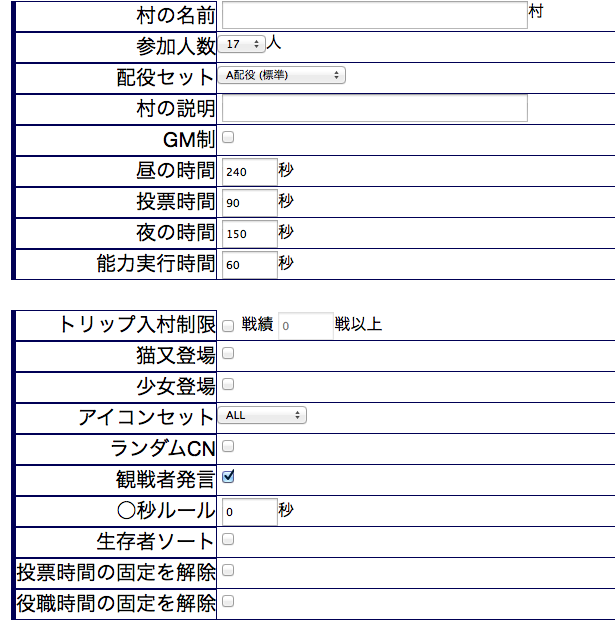 村の名前 村
参加人数 17 人
配役セット A配役 (標準)
村の説明
GM制
昼の時間 240 秒
投票時間 90 秒
夜の時間 150 秒
能力実行時間 60 秒
トリップ入村制限 戦績 0 戦以上
猫又登場
少女登場
アイコンセット ALL
ランダムCN
観戦者発言
○秒ルール 0 秒
生存者ソート
投票時間の固定を解除
役職時間の固定を解除